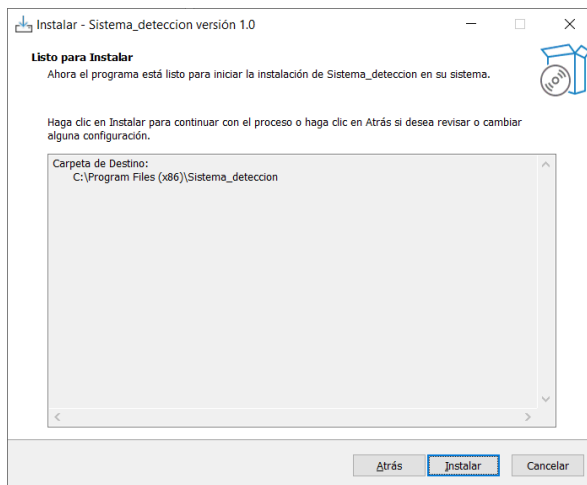 Instalar - Sistema_deteccion versión 1.0
Listo para Instalar
Ahora el programa está listo para iniciar la instalación de Sistema_deteccion en su sistema.
Haga clic en Instalar para continuar con el proceso o haga clic en Atrás si desea revisar o cambiar
alguna configuración.
Carpeta de Destino:
C:\Program Files (x86)\Sistema_deteccion
Atrás Instalar Cancelar